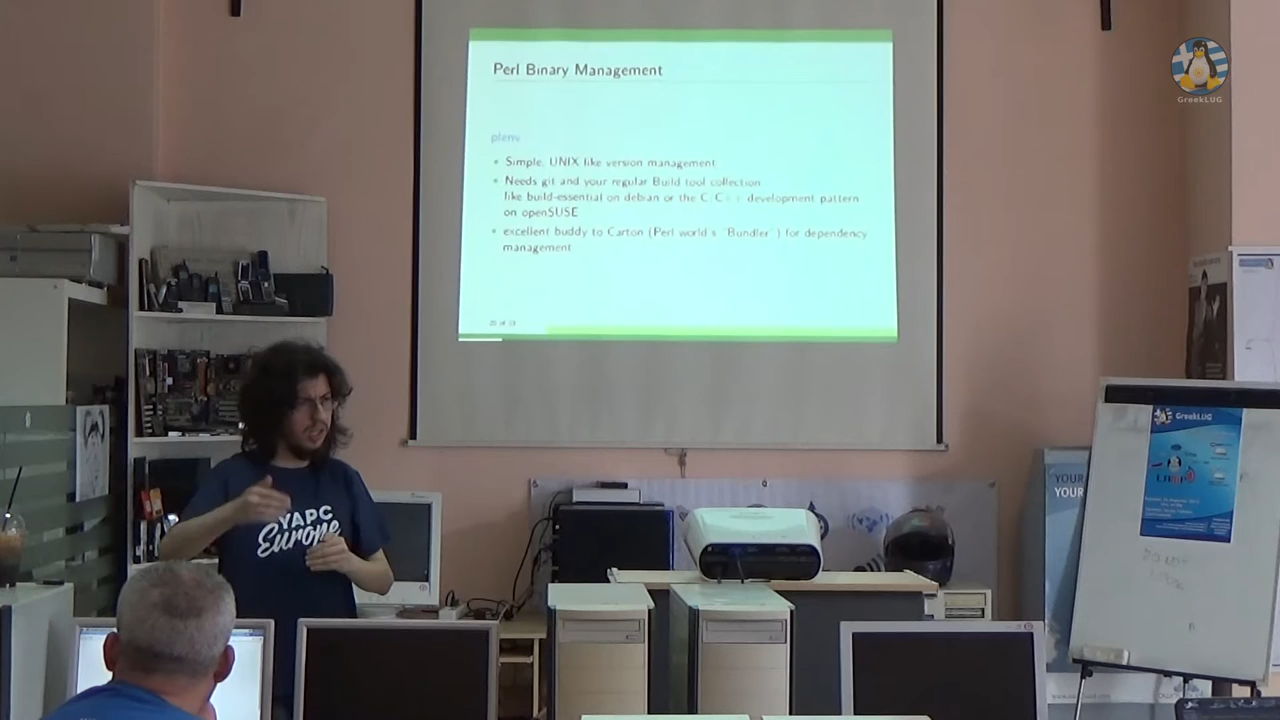 Perl Binary Management
plenv
Simple, UNIX like version management
Needs git and your regular Build tool collection
like build-essential on debian or the C/C++ development pattern
on openSUSE
excellent buddy to Carton (Perl world's "Bundler") for dependency
management
GreekLUG
YAPC
Europe
GreekLUG
YOUR
YOUR